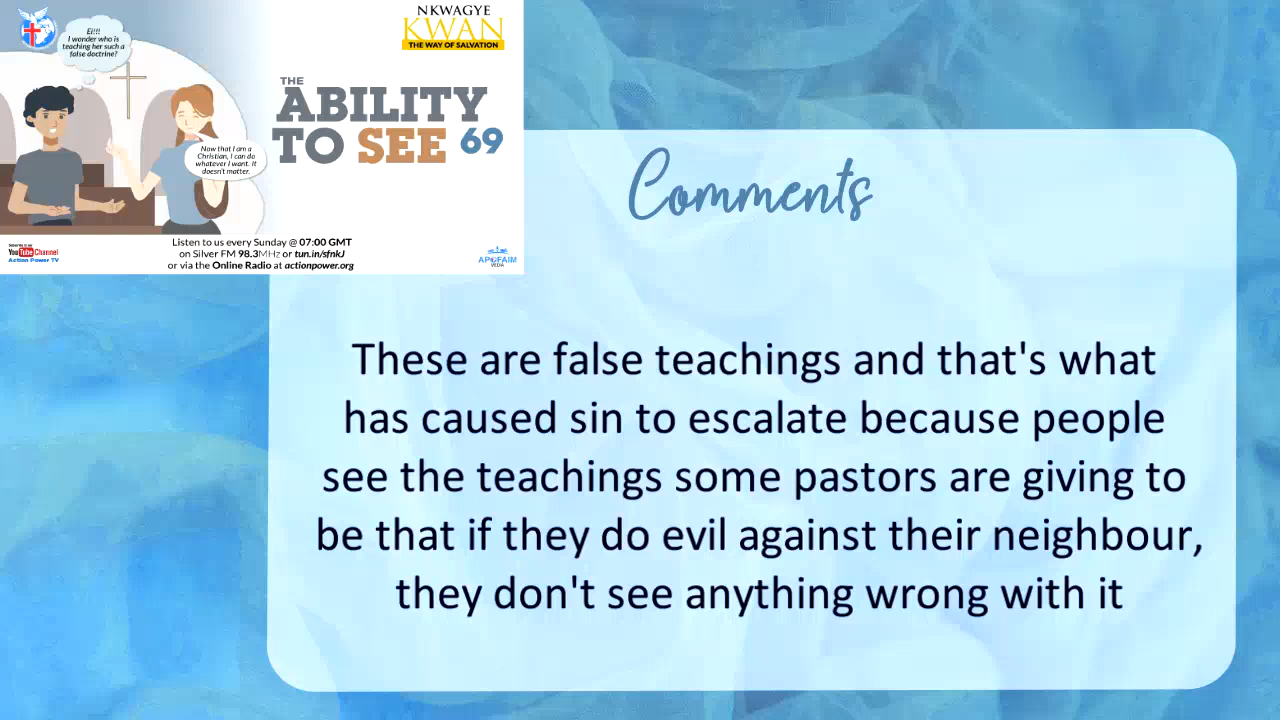 NKWAGYE
KWAN
THE WAY OF SALVATION
Ei!!!
I wonder who is
teaching her such a
false doctrine?
THE
ABILITY
TO SEE 69
Now that I am a
Christian, I can do
whatever I want. It
doesn't matter.
Listen to us every Sunday @ 07:00 GMT
on Silver FM 98.3MHz or tun.in/sfnkJ
or via the Online Radio at actionpower.org
YouTube Channel
Action Power TV
MEDIA
Comments
These are false teachings and that's what
has caused sin to escalate because people
see the teachings some pastors are giving to
be that if they do evil against their neighbour,
they don't see anything wrong with it